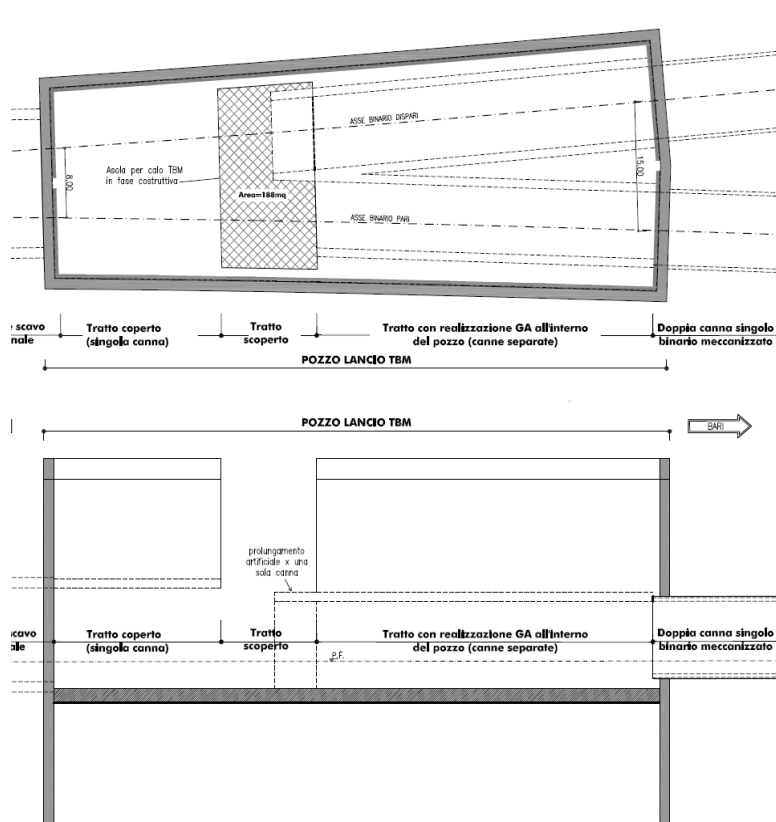 ASSE BINARIO DISPARI
Asola per calo TBM
in fase costruttiva
8.00
15.00
Area=188mq
ASSE BINARIO PARI
e scavo
nale
Tratto coperto
(singola canna)
Tratto
scoperto
Tratto con realizzazione GA all'interno
del pozzo (canne separate)
Doppia canna singolo
binario meccanizzato
POZZO LANCIO TBM
POZZO LANCIO TBM
BARI
prolungamento
artificiale x una
sola canna
scavo
ale
Tratto coperto
(singola canna)
Tratto
scoperto
Tratto con realizzazione GA all'interno
del pozzo (canne separate)
Doppia canna singolo
binario meccanizzato
P.F.